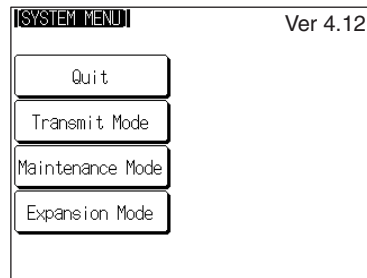 [SYSTEM MENU]
Ver 4.12
Quit
Transmit Mode
Maintenance Mode
Expansion Mode